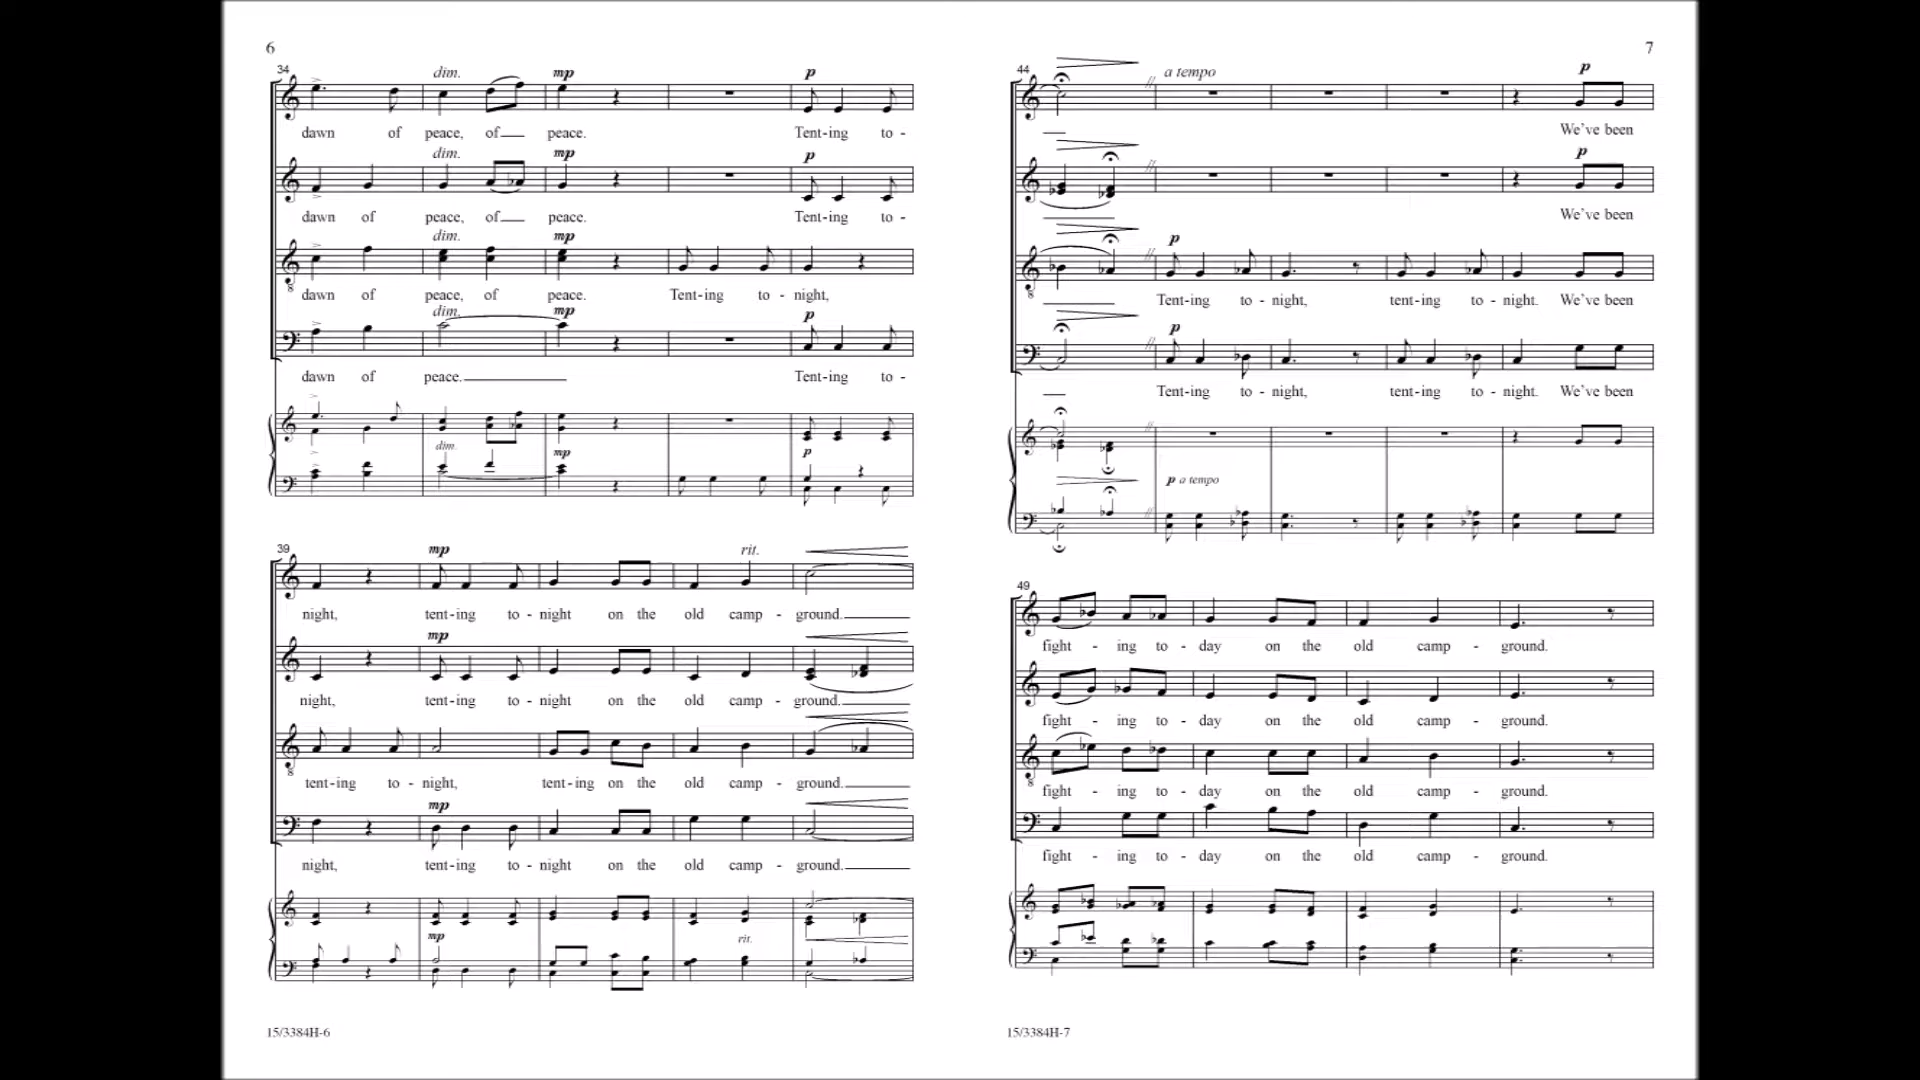 6
34
dim.
mp
p
dawn of peace, of peace. Tent-ing to -
dim.
mp
p
dawn of peace, of peace. Tent-ing to -
dim.
mp
dawn of peace, of peace. Tent-ing to - night,
dim.
mp
p
dawn of peace. Tent-ing to -
dim.
mp
p
39
mp
rit.
night, tent-ing to - night on the old camp - ground.
mp
night, tent-ing to - night on the old camp - ground.
8
tent-ing to - night, tent-ing on the old camp - ground.
mp
night, tent-ing to - night on the old camp - ground.
mp
rit.
15/3384H-6
7
44
a tempo
p
We've been
p
We've been
p
8
Tent-ing to - night, tent-ing to - night. We've been
p
Tent-ing to - night, tent-ing to - night. We've been
p a tempo
49
fight - ing to - day on the old camp - ground.
fight - ing to - day on the old camp - ground.
8
fight - ing to - day on the old camp - ground.
fight - ing to - day on the old camp - ground.
15/3384H-7